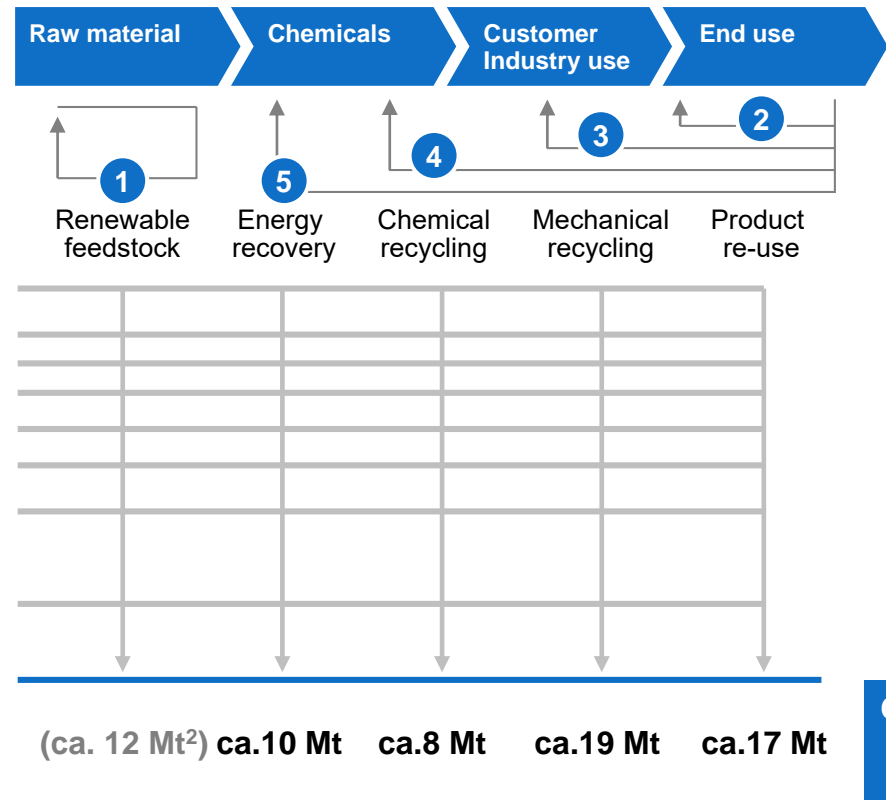 Raw material
Chemicals
Customer
Industry use
End use
2
3
4
1
5
Renewable
feedstock
Energy
recovery
Chemical
recycling
Mechanical
recycling
Product
re-use
(ca. 12 Mt²) ca.10 Mt ca.8 Mt ca.19 Mt ca.17 Mt